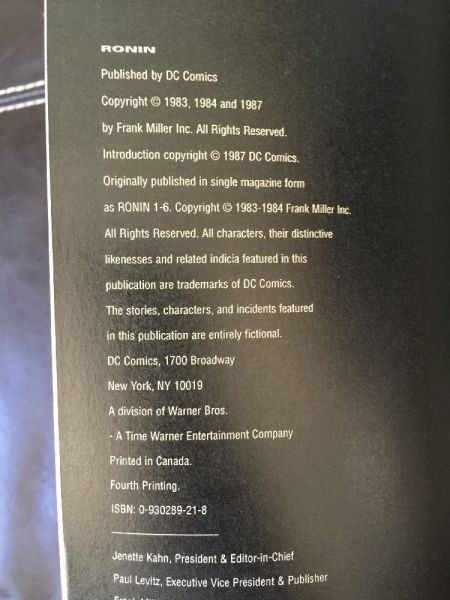 RONIN
Published by DC Comics
Copyright © 1983, 1984 and 1987
by Frank Miller Inc. All Rights Reserved.
Introduction copyright © 1987 DC Comics.
Originally published in single magazine form
as RONIN 1-6. Copyright © 1983-1984 Frank Miller Inc.
All Rights Reserved. All characters, their distinctive
likenesses and related indicia featured in this
publication are trademarks of DC Comics.
The stories, characters, and incidents featured
in this publication are entirely fictional.
DC Comics, 1700 Broadway
New York, NY 10019
A division of Warner Bros.
- A Time Warner Entertainment Company
Printed in Canada.
Fourth Printing.
ISBN: 0-930289-21-8
Jenette Kahn, President & Editor-in-Chief
Paul Levitz, Executive Vice President & Publisher